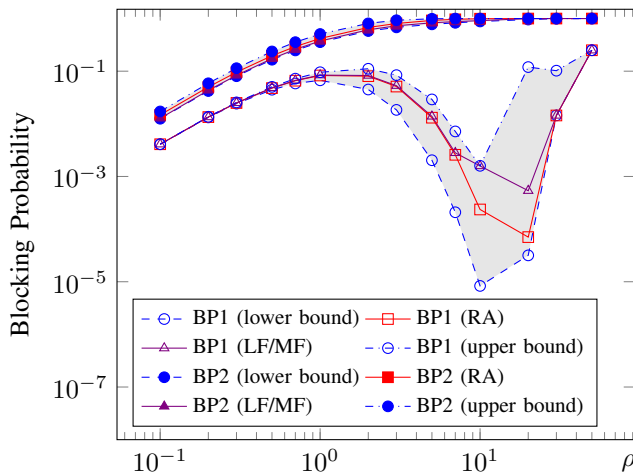 Blocking Probability
10^−1
10^−3
10^−5
10^−7
BP1 (lower bound) BP1 (RA)
BP1 (LF/MF) BP1 (upper bound)
BP2 (lower bound) BP2 (RA)
BP2 (LF/MF) BP2 (upper bound)
10^−1 10^0 10^1 ρ